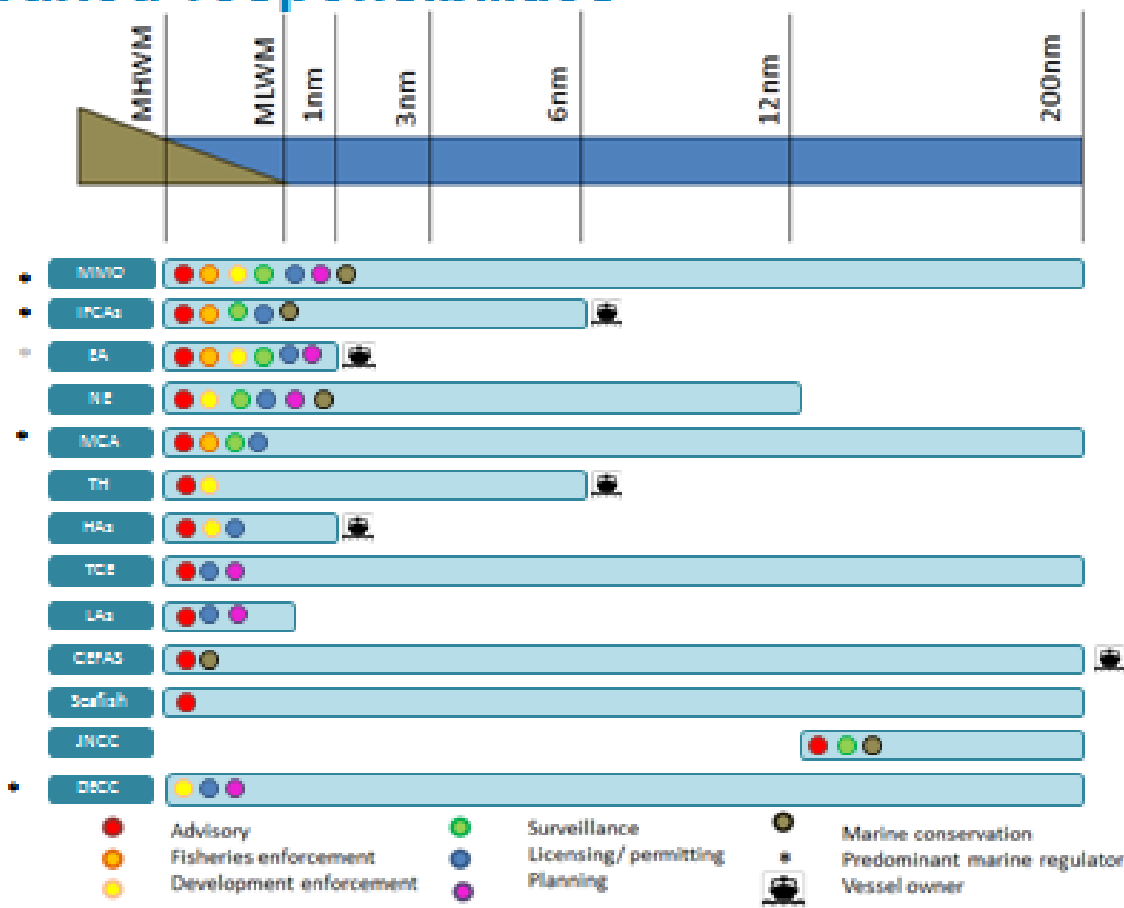 MHWM
MLWM
1nm
3nm
6nm
12nm
200nm
MMO
IFCAs
EA
NE
MCA
TH
HAs
TCE
LAs
CEFAS
Seafish
JNCC
DECC
Advisory
Fisheries enforcement
Development enforcement
Surveillance
Licensing/ permitting
Planning
Marine conservation
Predominant marine regulator
Vessel owner